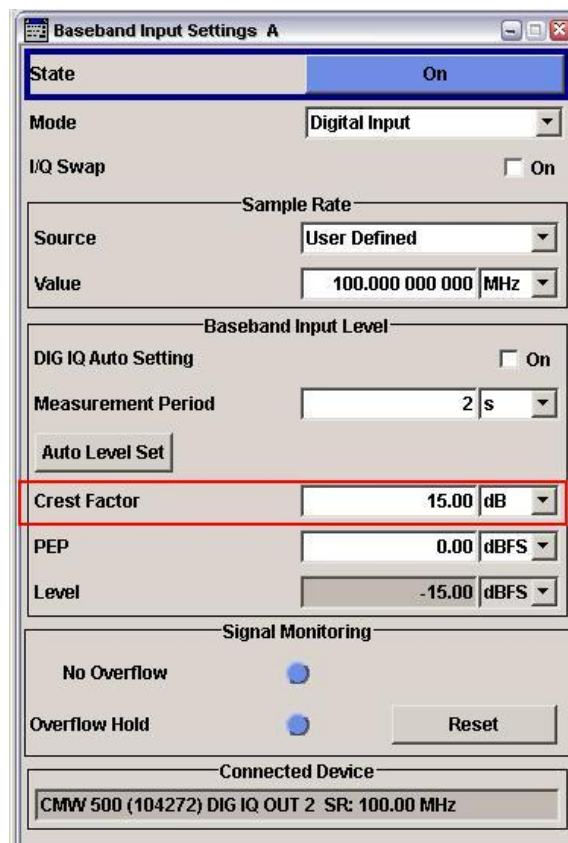 Baseband Input Settings A
State On
Mode Digital Input
I/Q Swap On
Sample Rate
Source User Defined
Value 100.000 000 000 MHz
Baseband Input Level
DIG IQ Auto Setting On
Measurement Period 2 s
Auto Level Set
Crest Factor 15.00 dB
PEP 0.00 dBFS
Level -15.00 dBFS
Signal Monitoring
No Overflow
Overflow Hold Reset
Connected Device
CMW 500 (104272) DIG IQ OUT 2 SR: 100.00 MHz